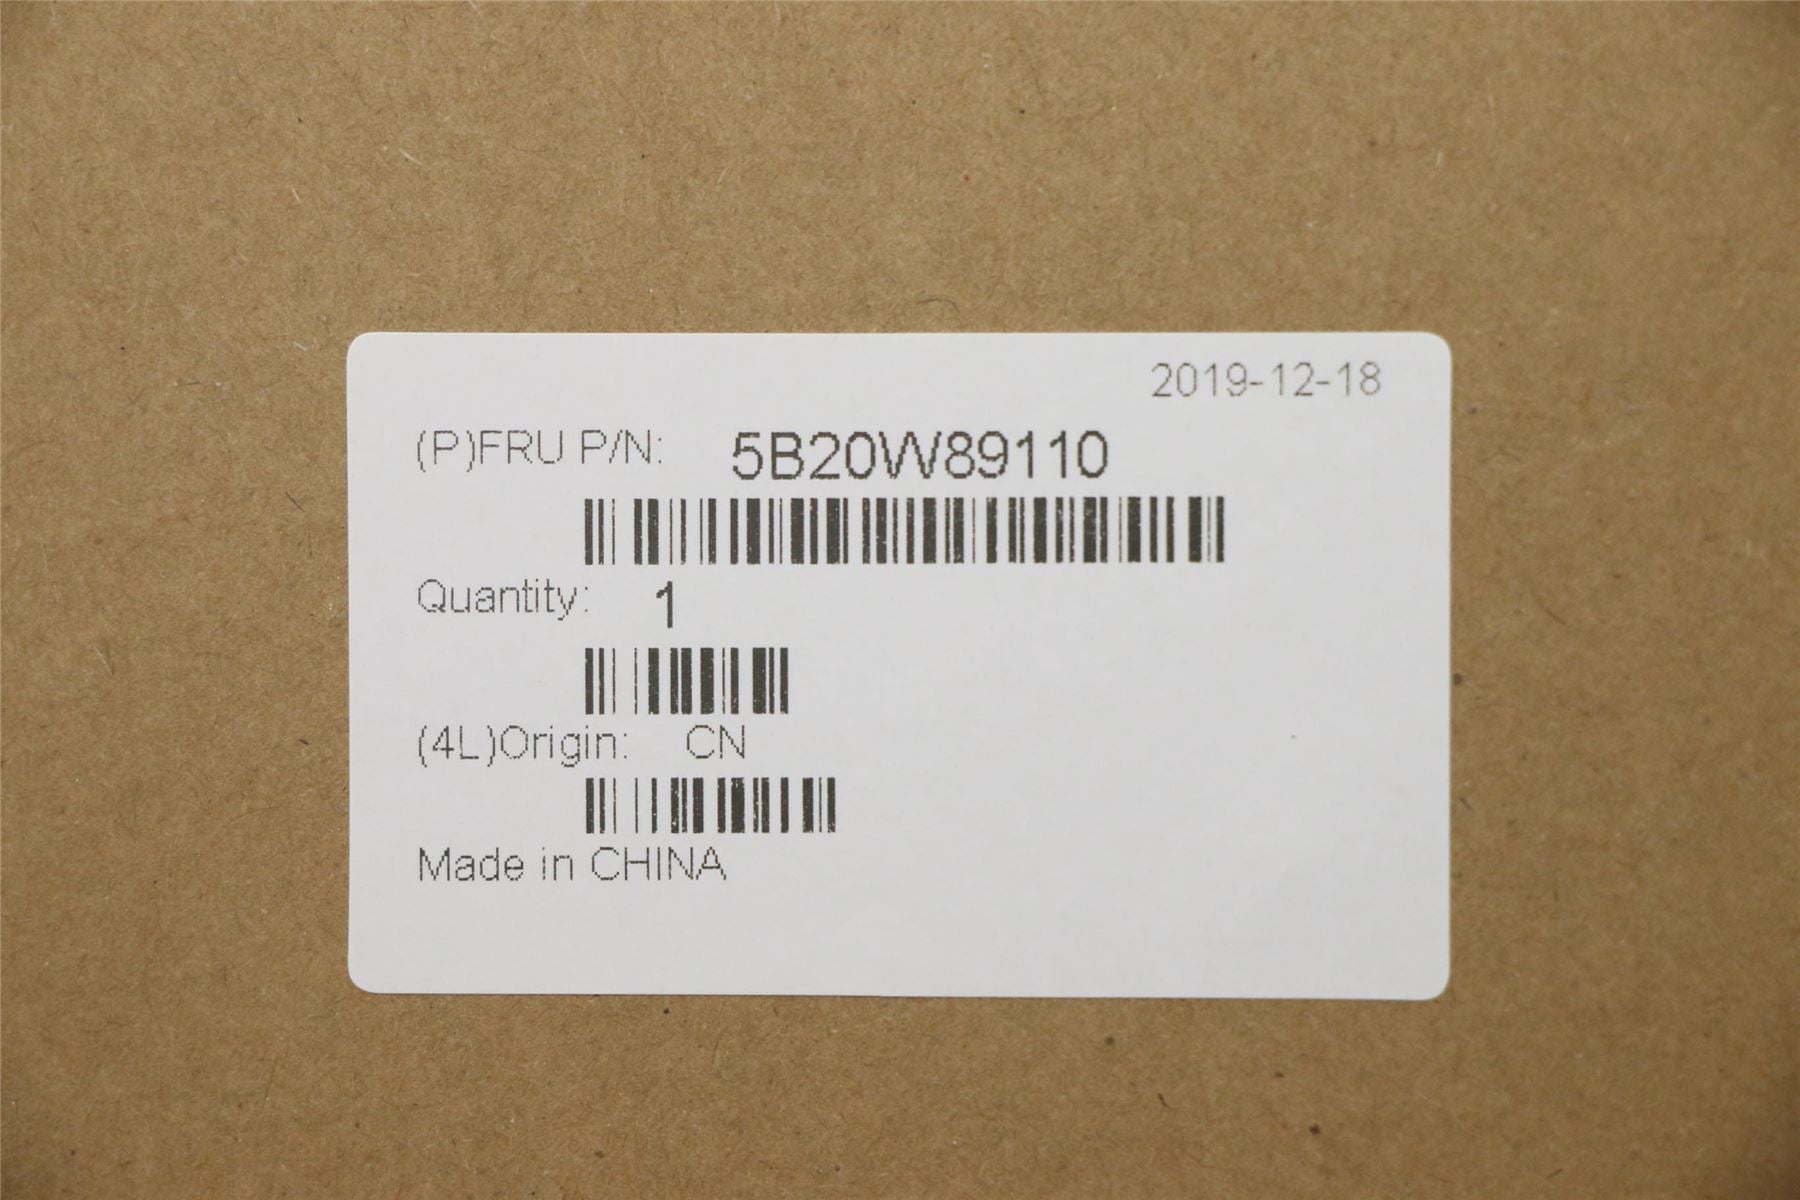 2019-12-18
(P)FRU P/N: 5B20W89110
Quantity: 1
(4L)Origin: CN
Made in CHINA